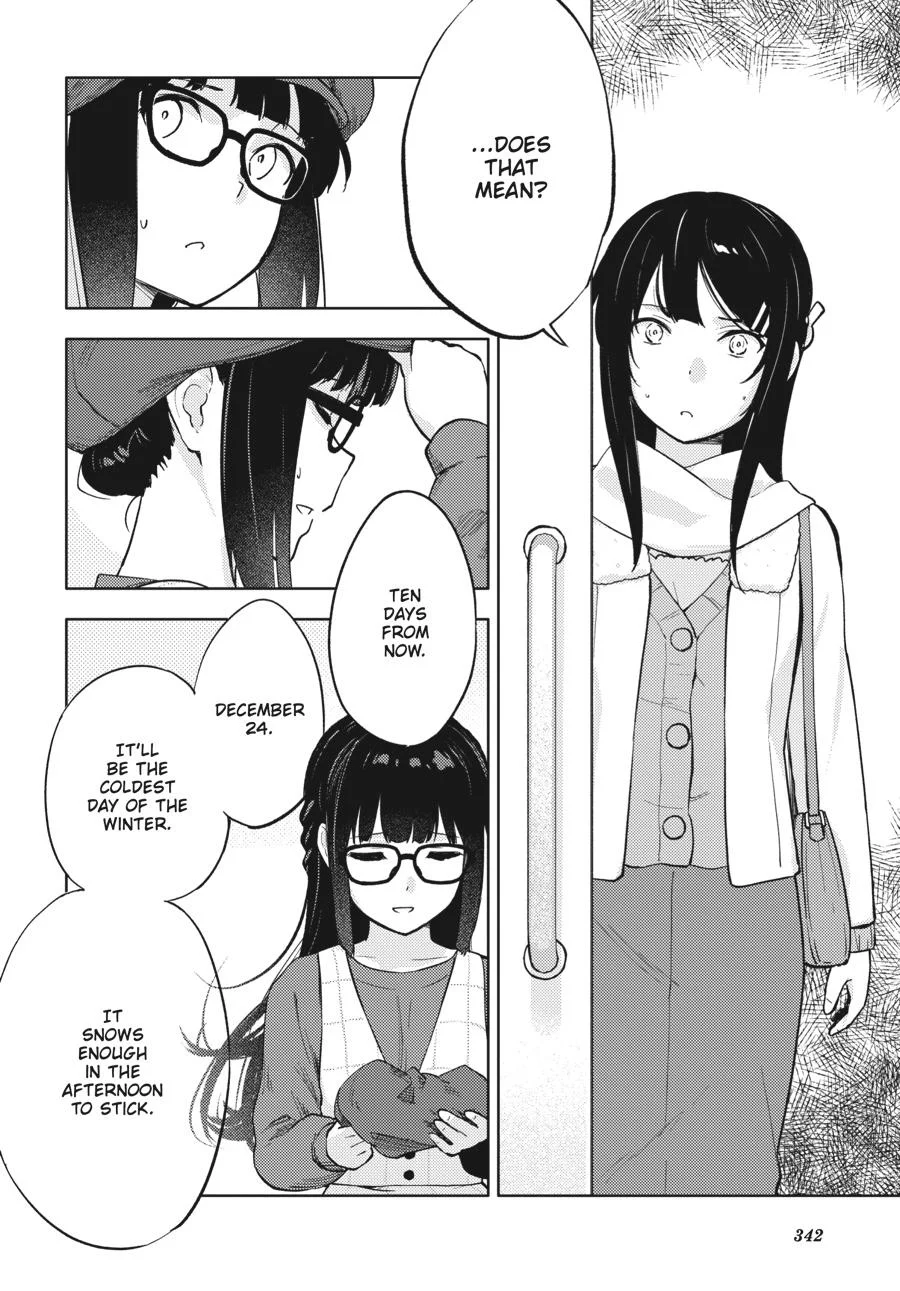 ...DOES
THAT
MEAN?
TEN
DAYS
FROM
NOW.
DECEMBER
24.
IT'LL
BE THE
COLDEST
DAY OF THE
WINTER.
IT
SNOWS
ENOUGH
IN THE
AFTERNOON
TO STICK.
342